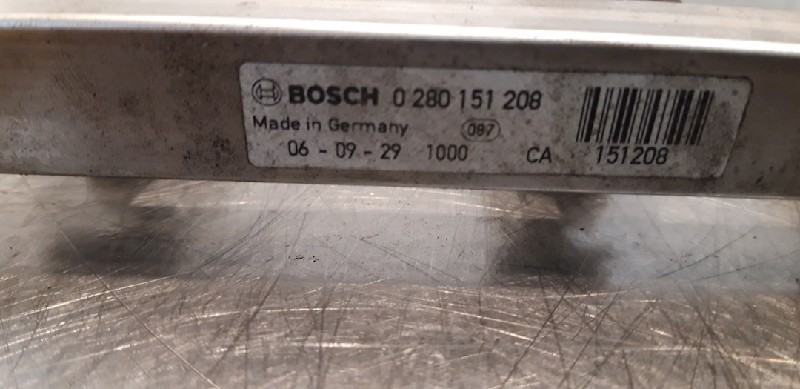 BOSCH 0 280 151 208
Made in Germany 087
06 - 09 - 29 1000 CA 151208